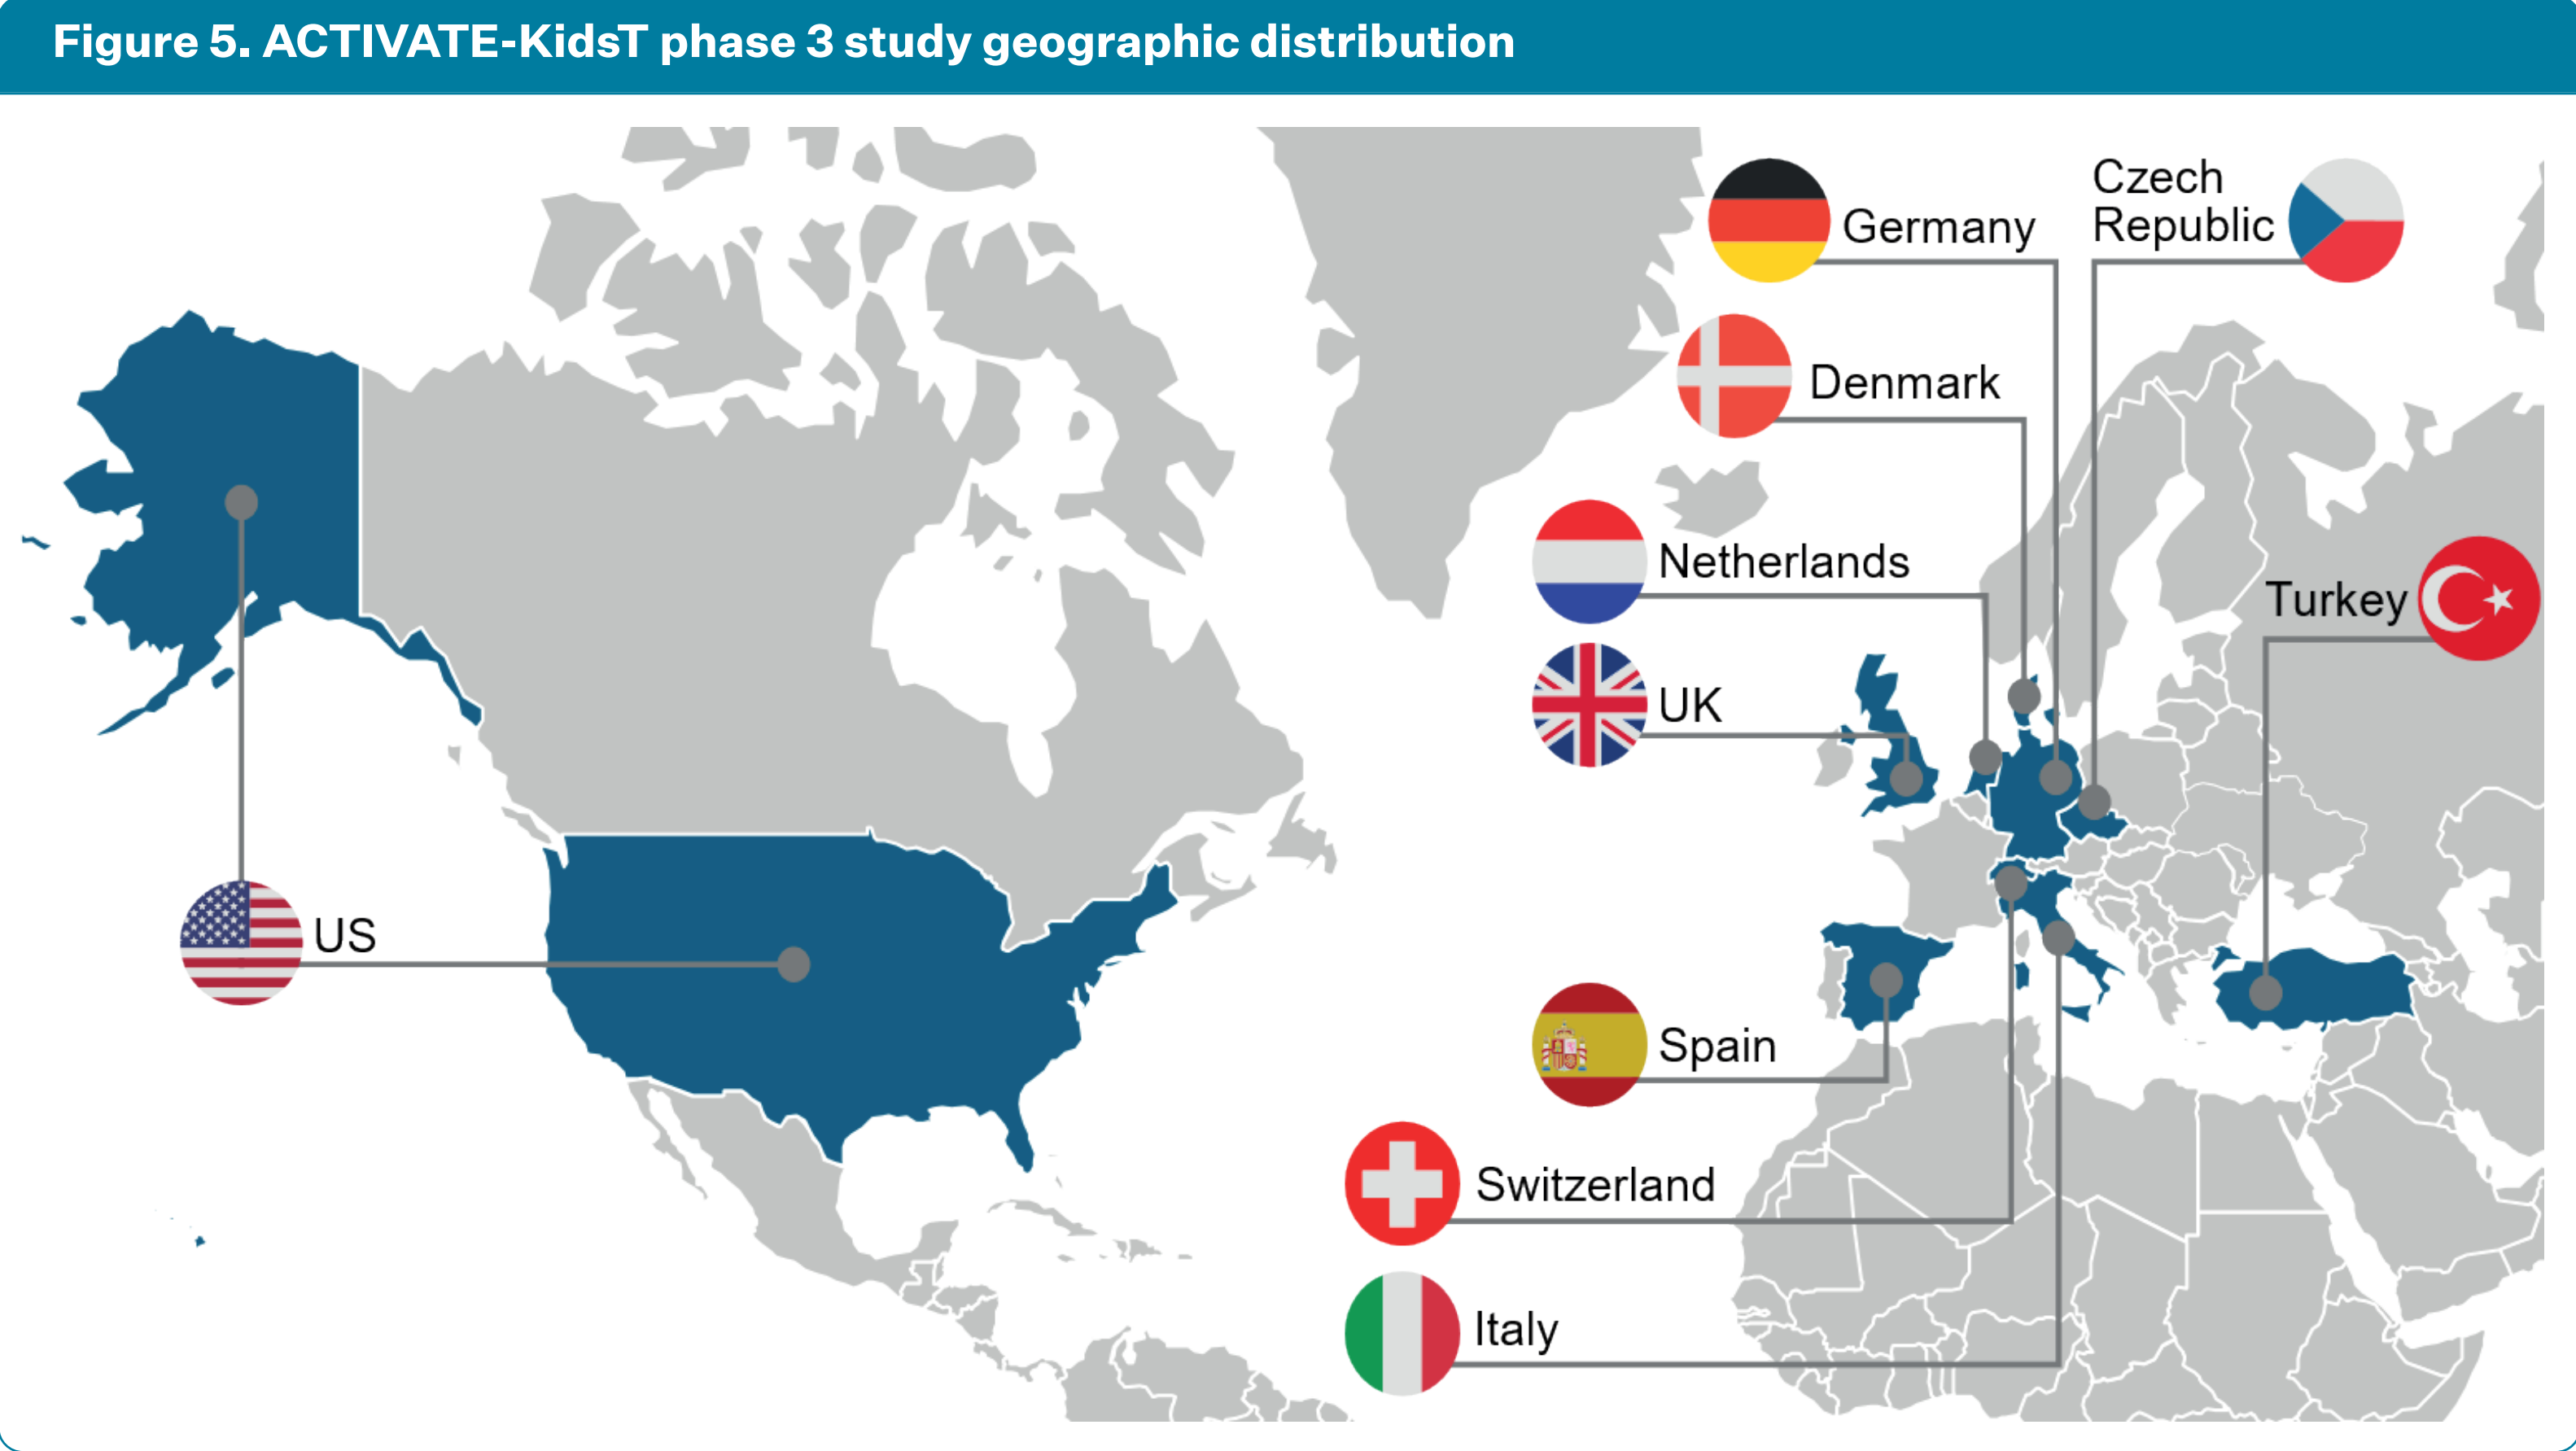 Figure 5. ACTIVATE-KidsT phase 3 study geographic distribution
Czech
Republic
Germany
Denmark
Netherlands
Turkey
UK
US
Spain
Switzerland
Italy